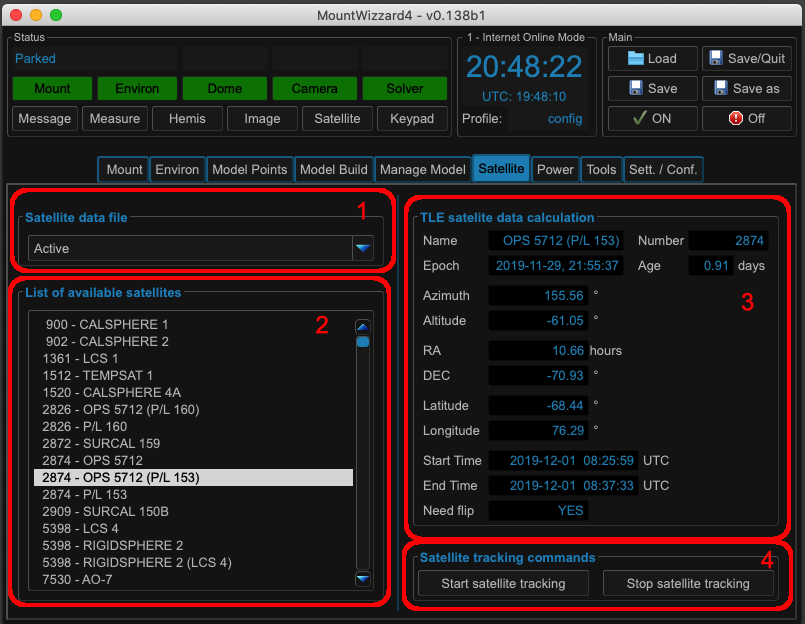 MountWizzard4 - v0.138b1
Status
Parked
Mount Environ Dome Camera Solver
Message Measure Hemis Image Satellite Keypad
1 - Internet Online Mode
20:48:22
UTC: 19:48:10
Profile: config
Main
Load Save/Quit
Save Save as
ON Off
Mount Environ Model Points Model Build Manage Model Satellite Power Tools Sett. / Conf.
Satellite data file
1
Active
List of available satellites
2
900 - CALSPHERE 1
902 - CALSPHERE 2
1361 - LCS 1
1512 - TEMPSAT 1
1520 - CALSPHERE 4A
2826 - OPS 5712 (P/L 160)
2826 - P/L 160
2872 - SURCAL 159
2874 - OPS 5712
2874 - OPS 5712 (P/L 153)
2874 - P/L 153
2909 - SURCAL 150B
5398 - LCS 4
5398 - RIGIDSPHERE 2
5398 - RIGIDSPHERE 2 (LCS 4)
7530 - AO-7
TLE satelite data calculation
Name OPS 5712 (P/L 153) Number 2874
Epoch 2019-11-29, 21:55:37 Age 0.91 days
3
Azimuth 155.56 °
Altitude -61.05 °
RA 10.66 hours
DEC -70.93 °
Latitude -68.44 °
Longitude 76.29 °
Start Time 2019-12-01 08:25:59 UTC
End Time 2019-12-01 08:37:33 UTC
Need flip YES
Satellite tracking commands
4
Start satellite tracking Stop satellite tracking